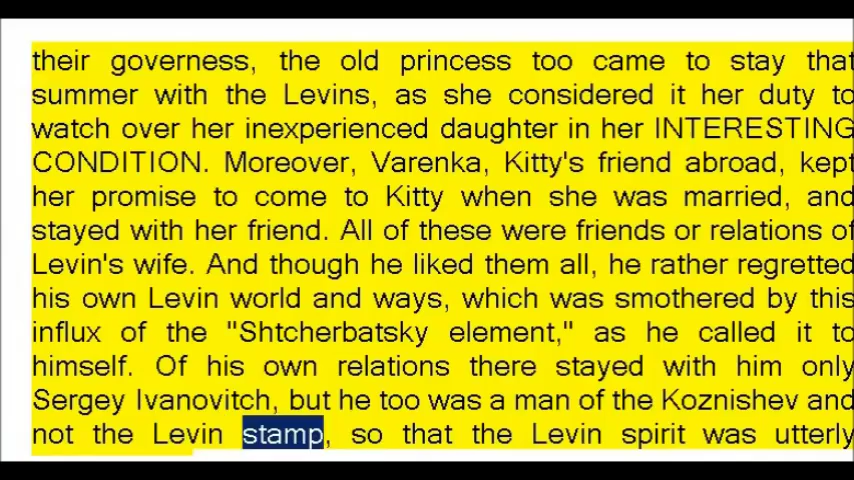 their governess, the old princess too came to stay that
summer with the Levins, as she considered it her duty to
watch over her inexperienced daughter in her INTERESTING
CONDITION. Moreover, Varenka, Kitty's friend abroad, kept
her promise to come to Kitty when she was married, and
stayed with her friend. All of these were friends or relations of
Levin's wife. And though he liked them all, he rather regretted
his own Levin world and ways, which was smothered by this
influx of the "Shtcherbatsky element," as he called it to
himself. Of his own relations there stayed with him only
Sergey Ivanovitch, but he too was a man of the Koznishev and
not the Levin stamp, so that the Levin spirit was utterly